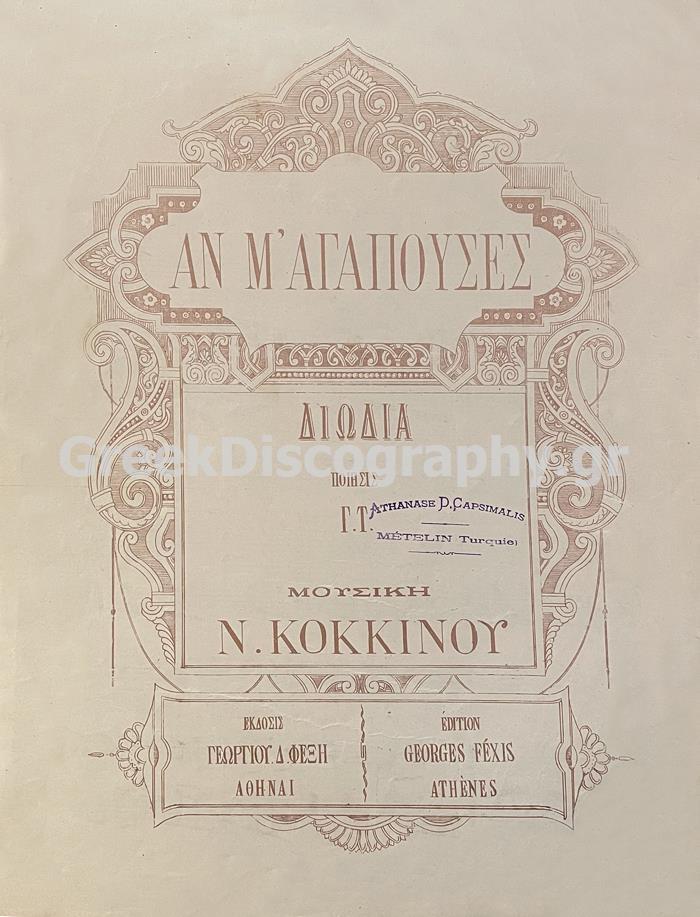 ΑΝ Μ'ΑΓΑΠΟΥΣΕΣ
ΔΙΩΔΙΑ
GreekDiscography.gr
ΠΟΙΗΣΙΣ
Γ.Τ.
ATHANASE D. CAPSIMALIS
MÉTELIN Turquie)
ΜΟΥΣΙΚΗ
Ν. ΚΟΚΚΙΝΟΥ
ΕΚΔΟΣΙΣ
ΓΕΩΡΓΙΟΥ Δ. ΦΕΞΗ
ΑΘΗΝΑΙ
ÉDITION
GEORGES FÉXIS
ATHÈNES